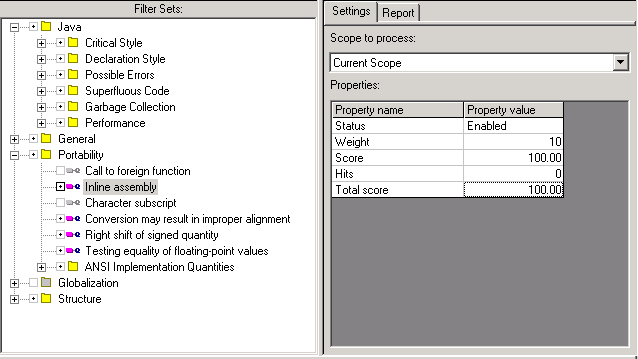 Filter Sets:
Java
Critical Style
Declaration Style
Possible Errors
Superfluous Code
Garbage Collection
Performance
General
Portability
Call to foreign function
Inline assembly
Character subscript
Conversion may result in improper alignment
Right shift of signed quantity
Testing equality of floating-point values
ANSI Implementation Quantities
Globalization
Structure
Settings Report
Scope to process:
Current Scope
Properties:
Property name Property value
Status Enabled
Weight 10
Score 100.00
Hits 0
Total score 100.00